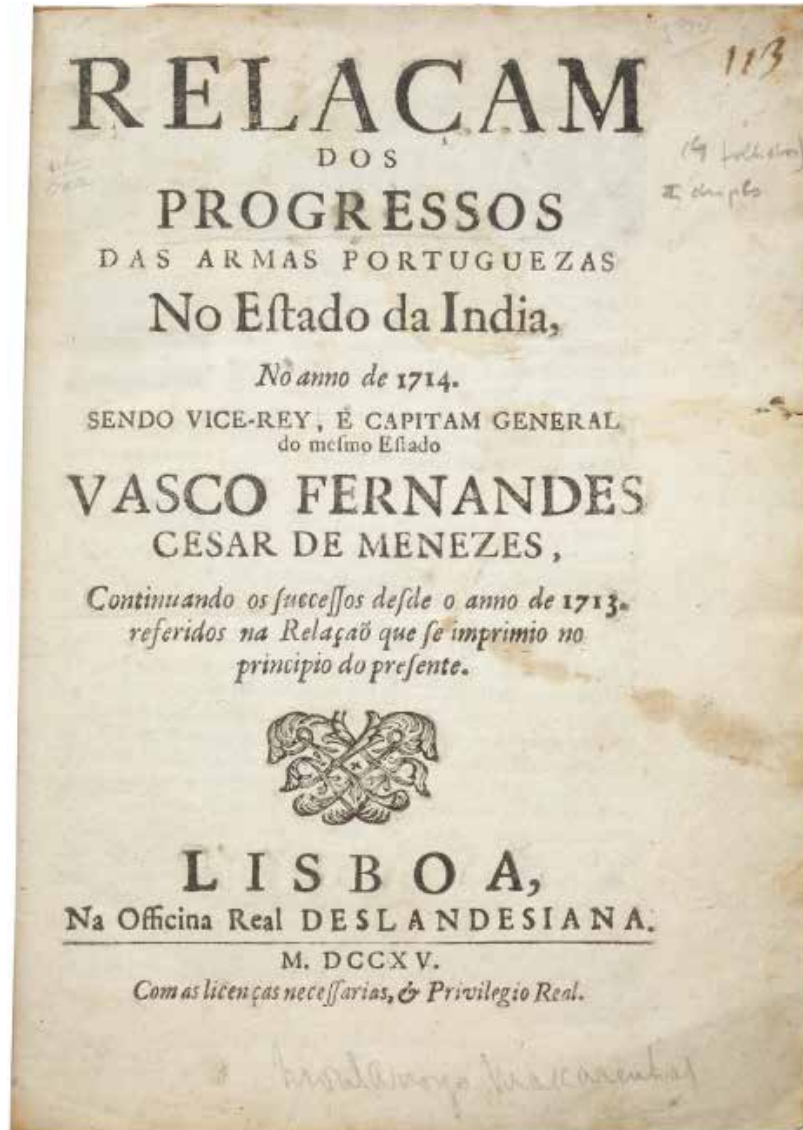 113
RELAÇAM
DOS
PROGRESSOS
DAS ARMAS PORTUGUEZAS
No Eſtado da India,
No anno de 1714.
SENDO VICE-REY, E CAPITAM GENERAL
do meſmo Eſtado
VASCO FERNANDES
CESAR DE MENEZES,
Continuando os ſucceſſos deſde o anno de 1713.
referidos na Relaçaõ que ſe imprimio no
principio do preſente.
LISBOA,
Na Officina Real DESLANDESIANA.
M. DCCXV.
Com as licenças neceſſarias, & Privilegio Real.